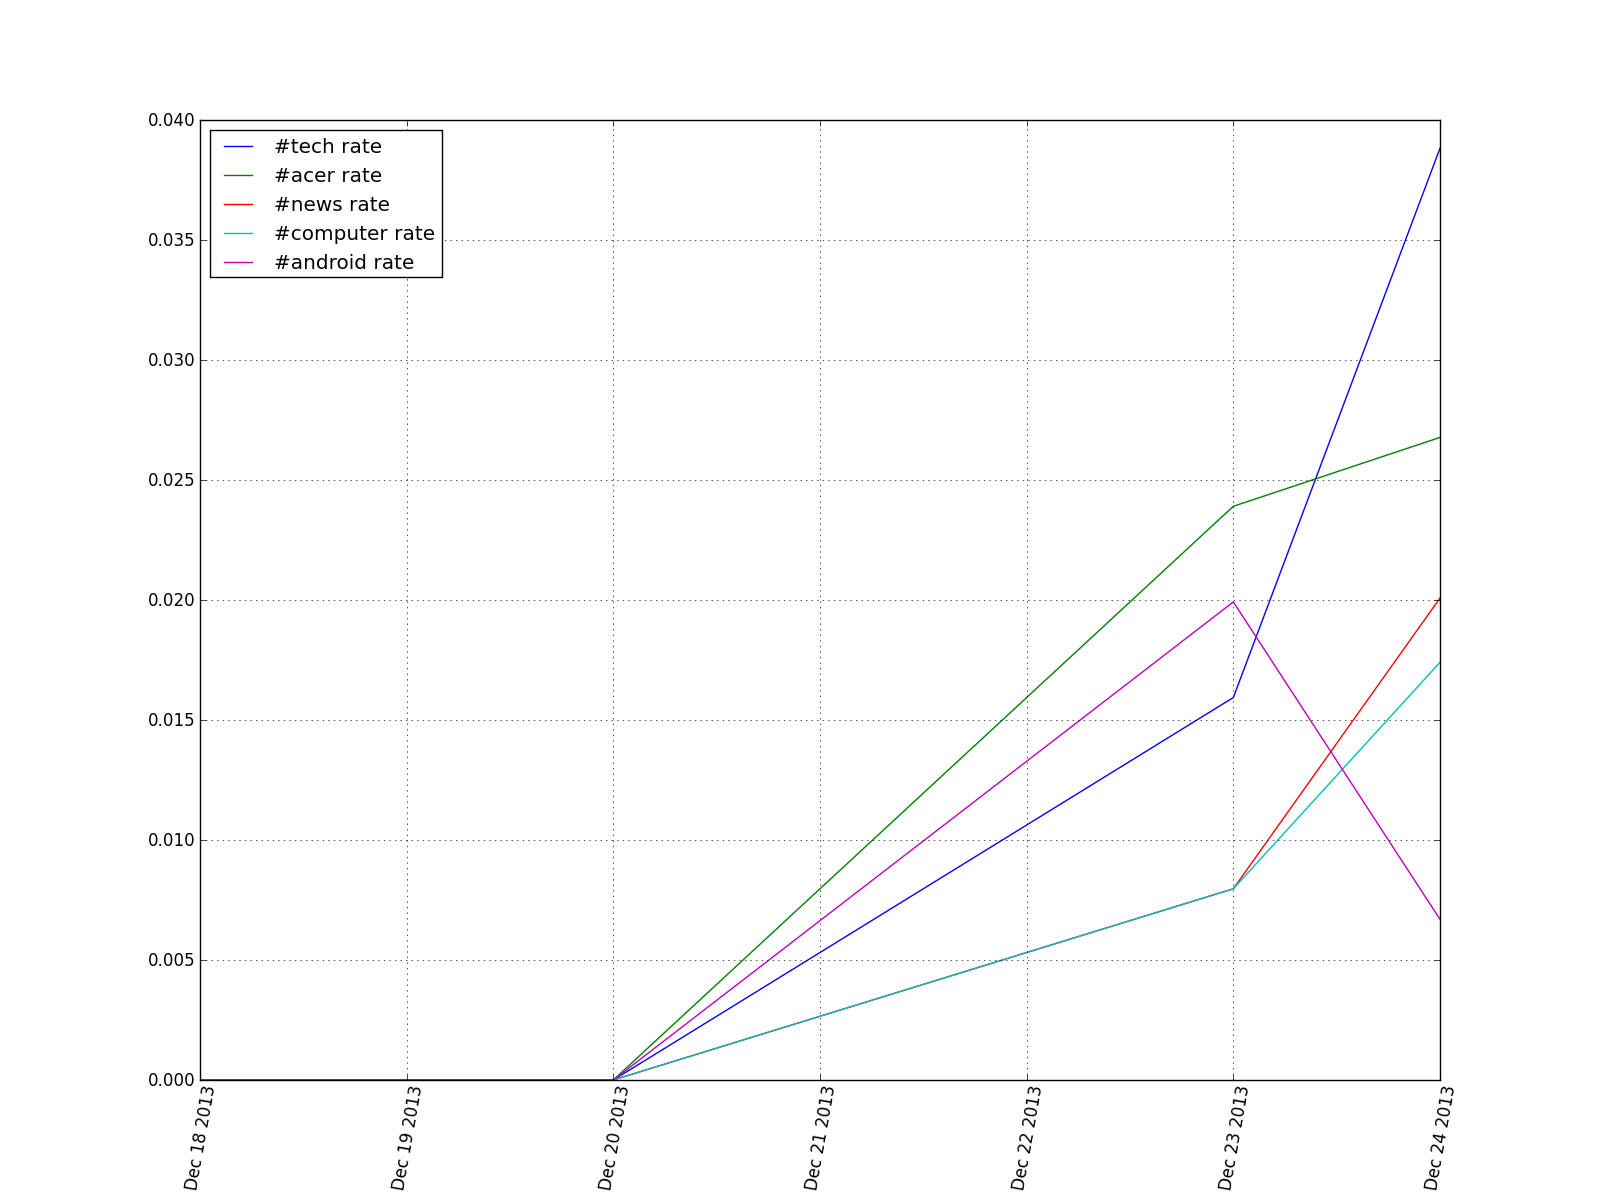 0.040
#tech rate
#acer rate
#news rate
#computer rate
#android rate
0.035
0.030
0.025
0.020
0.015
0.010
0.005
0.000
Dec 18 2013
Dec 19 2013
Dec 20 2013
Dec 21 2013
Dec 22 2013
Dec 23 2013
Dec 24 2013